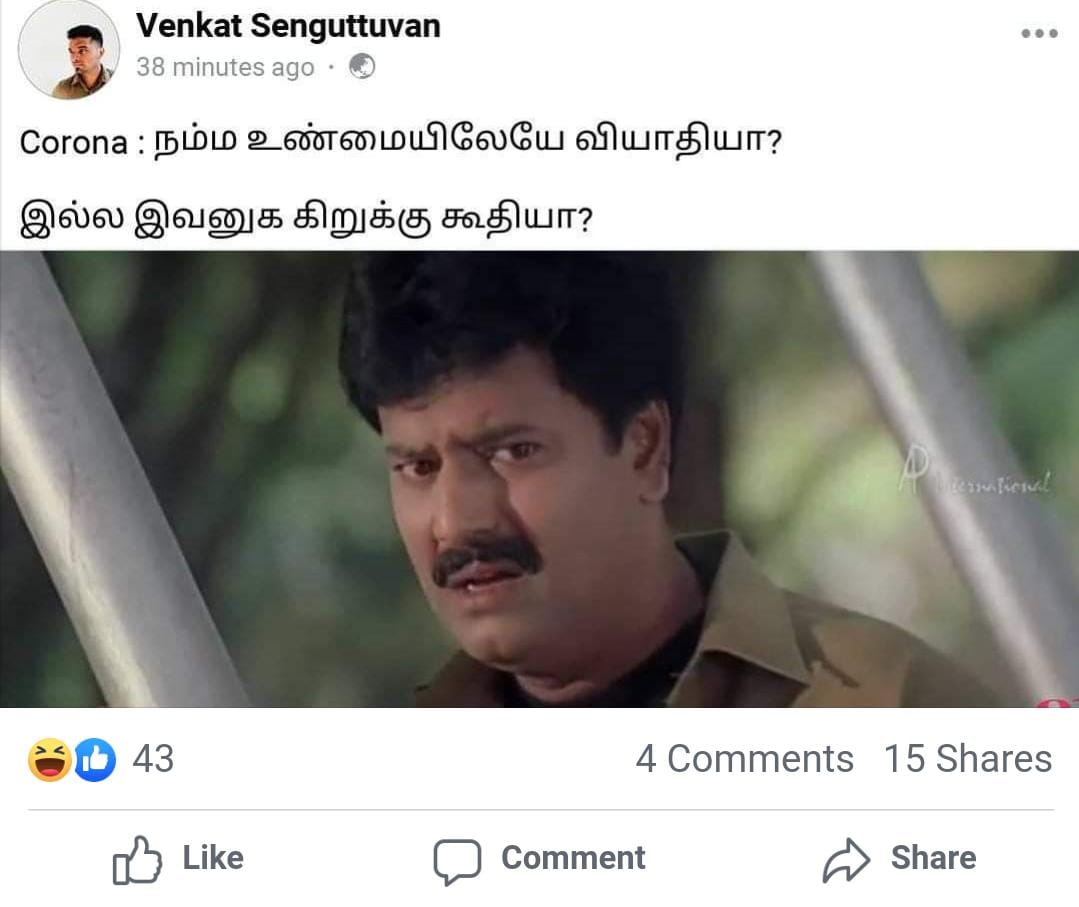 Venkat Senguttuvan
38 minutes ago ·
Corona : நம்ம உண்மையிலேயே வியாதியா?
இல்ல இவனுக கிறுக்கு கூதியா?
AP International
43
4 Comments 15 Shares
Like Comment Share